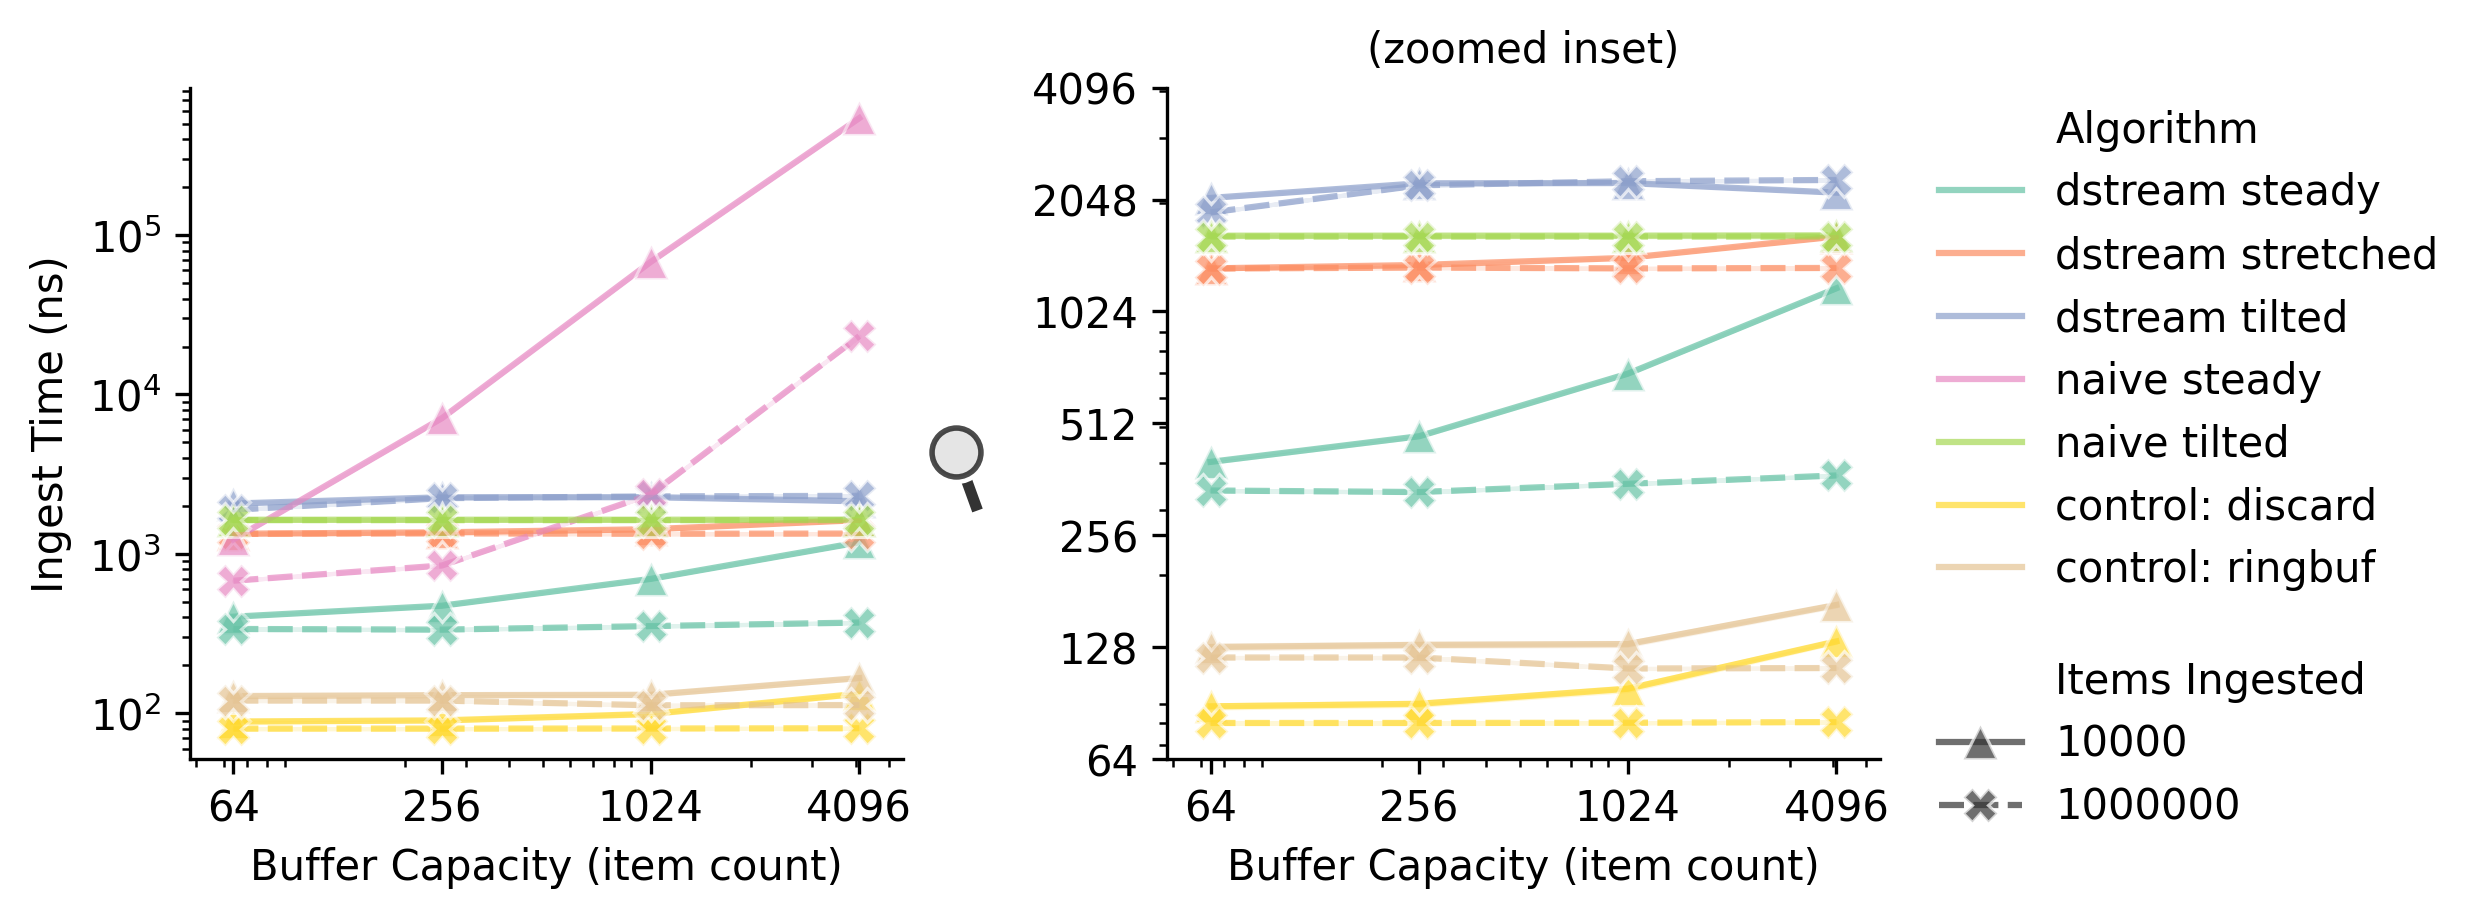 Ingest Time (ns)
10^5
10^4
10^3
10^2
64 256 1024 4096
Buffer Capacity (item count)
(zoomed inset)
4096
2048
1024
512
256
128
64
64 256 1024 4096
Buffer Capacity (item count)
Algorithm
dstream steady
dstream stretched
dstream tilted
naive steady
naive tilted
control: discard
control: ringbuf
Items Ingested
10000
1000000